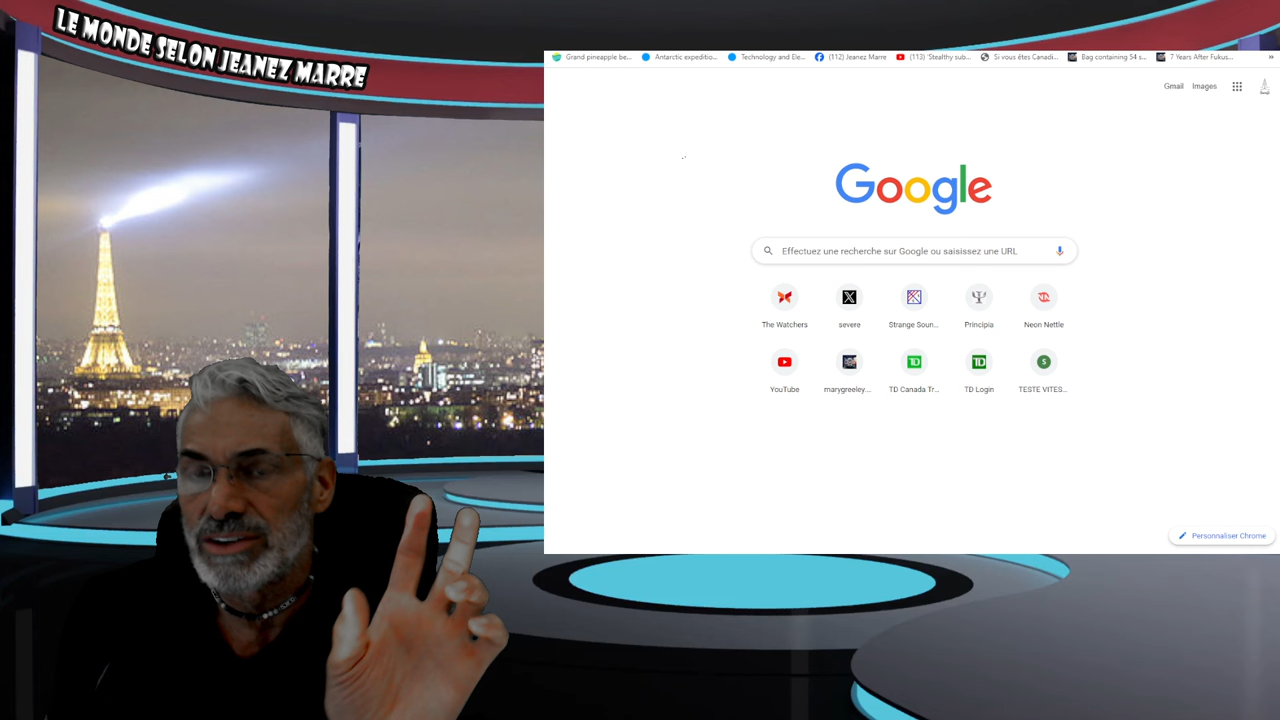 LE MONDE SELON JEANEZ MARRE
Grand pineapple be... Antarctic expeditio... Technology and Ele... (112) Jeanez Marre (113) 'Stealthy sub... Si vous êtes Canadi... Bag containing 54 s... 7 Years After Fukus... »
Gmail Images
Google
Effectuez une recherche sur Google ou saisissez une URL
The Watchers severe Strange Soun... Principia Neon Nettle
YouTube marygreeley... TD Canada Tr... TD Login TESTE VITES...
Personnaliser Chrome